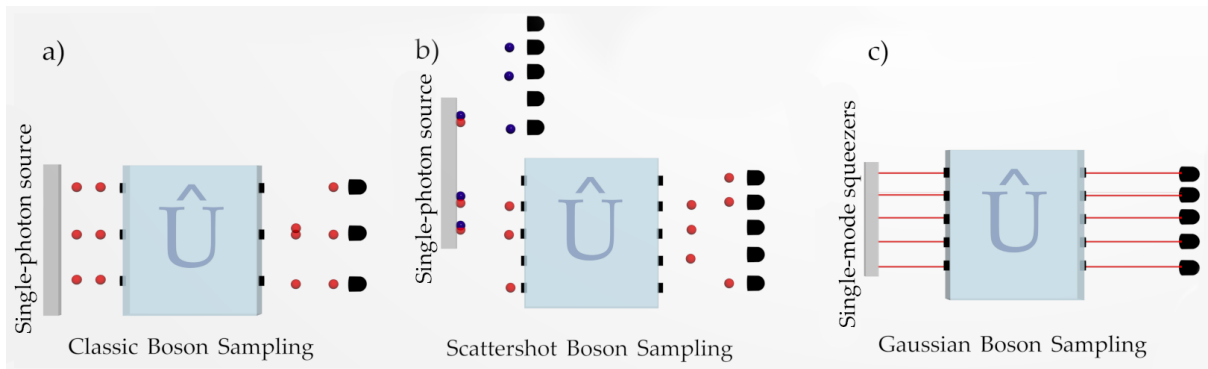 a)
Single-photon source
Û
Classic Boson Sampling
b)
Single-photon source
Û
Scattershot Boson Sampling
c)
Single-mode squeezers
Û
Gaussian Boson Sampling